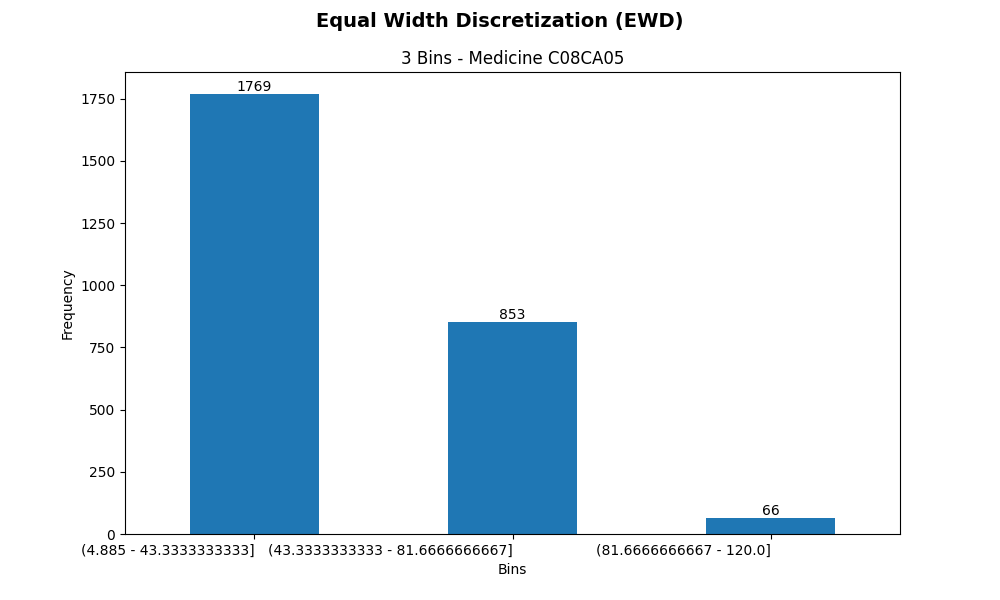 Equal Width Discretization (EWD)
3 Bins - Medicine C08CA05
1769
1750
1500
1250
1000
853
750
500
250
66
0
Frequency
(4.885 - 43.3333333333] (43.3333333333 - 81.6666666667] (81.6666666667 - 120.0]
Bins